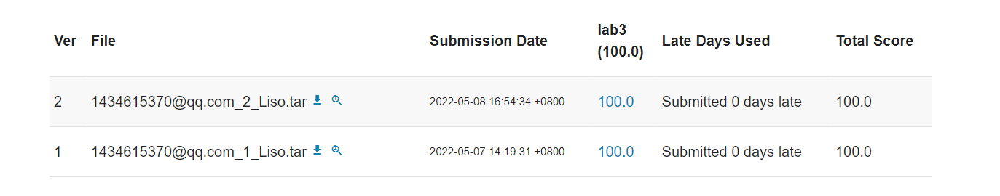 Ver File Submission Date lab3 (100.0) Late Days Used Total Score
2 1434615370@qq.com_2_Liso.tar 2022-05-08 16:54:34 +0800 100.0 Submitted 0 days late 100.0
1 1434615370@qq.com_1_Liso.tar 2022-05-07 14:19:31 +0800 100.0 Submitted 0 days late 100.0